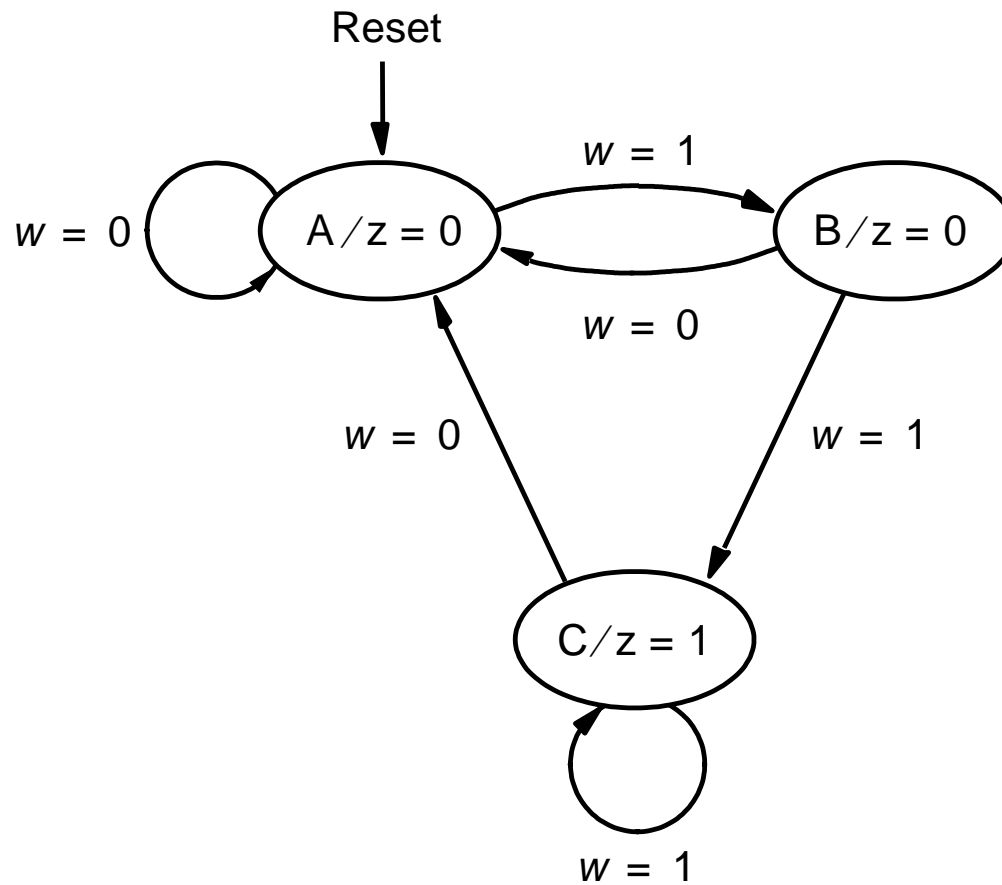 Reset
w = 1
w = 0
A/z = 0
B/z = 0
w = 0
w = 0
w = 1
C/z = 1
w = 1